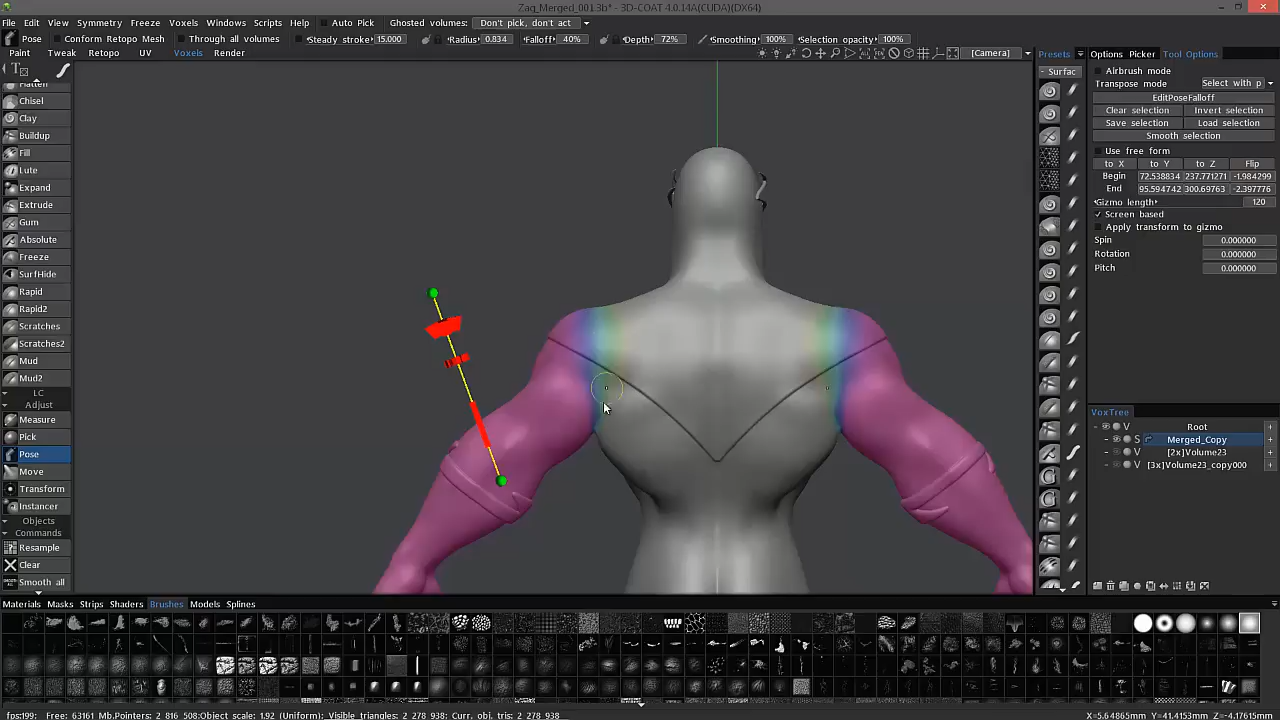 Zaq_Merged_001.3b* - 3D-COAT 4.0.14A(CUDA)(DX64)
File Edit View Symmetry Freeze Voxels Windows Scripts Help Auto Pick Ghosted volumes: Don't pick, don't act
Pose Conform Retopo Mesh Through all volumes Steady stroke: 15.000 Radius: 0.834 Falloff: 40% Depth: 72% Smoothing: 100% Selection opacity: 100%
Paint Tweak Retopo UV Voxels Render [Camera]
Presets Options Picker Tool Options
Surfac
Airbrush mode
Transpose mode Select with p
EditPoseFalloff
Clear selection Invert selection
Save selection Load selection
Smooth selection
Use free form
to X to Y to Z Flip
Begin 72.538834 237.771271 -1.984299
End 95.594742 300.69763 -2.397776
Gizmo length: 120
Screen based
Apply transform to gizmo
Spin 0.000000
Rotation 0.000000
Pitch 0.000000
Flatten
Chisel
Clay
Buildup
Fill
Lute
Expand
Extrude
Gum
Absolute
Freeze
SurfHide
Rapid
Rapid2
Scratches
Scratches2
Mud
Mud2
LC
Adjust
Measure
Pick
Pose
Move
Transform
Instancer
Objects
Commands
Resample
Clear
Smooth all
VoxTree
V Root +
S Merged_Copy +
V [2x]Volume23 +
V [3x]Volume23_copy000 +
Materials Masks Strips Shaders Brushes Models Splines
fps:199; Free: 63161 Mb.Points: 2 816 508;Object scale: 1.92 (Uniform); Visible triangles: 2 278 938; Curr. obj. tris: 2 278 938;
X=5.64865mm Y=41.4153mm Z=-4.17615mm